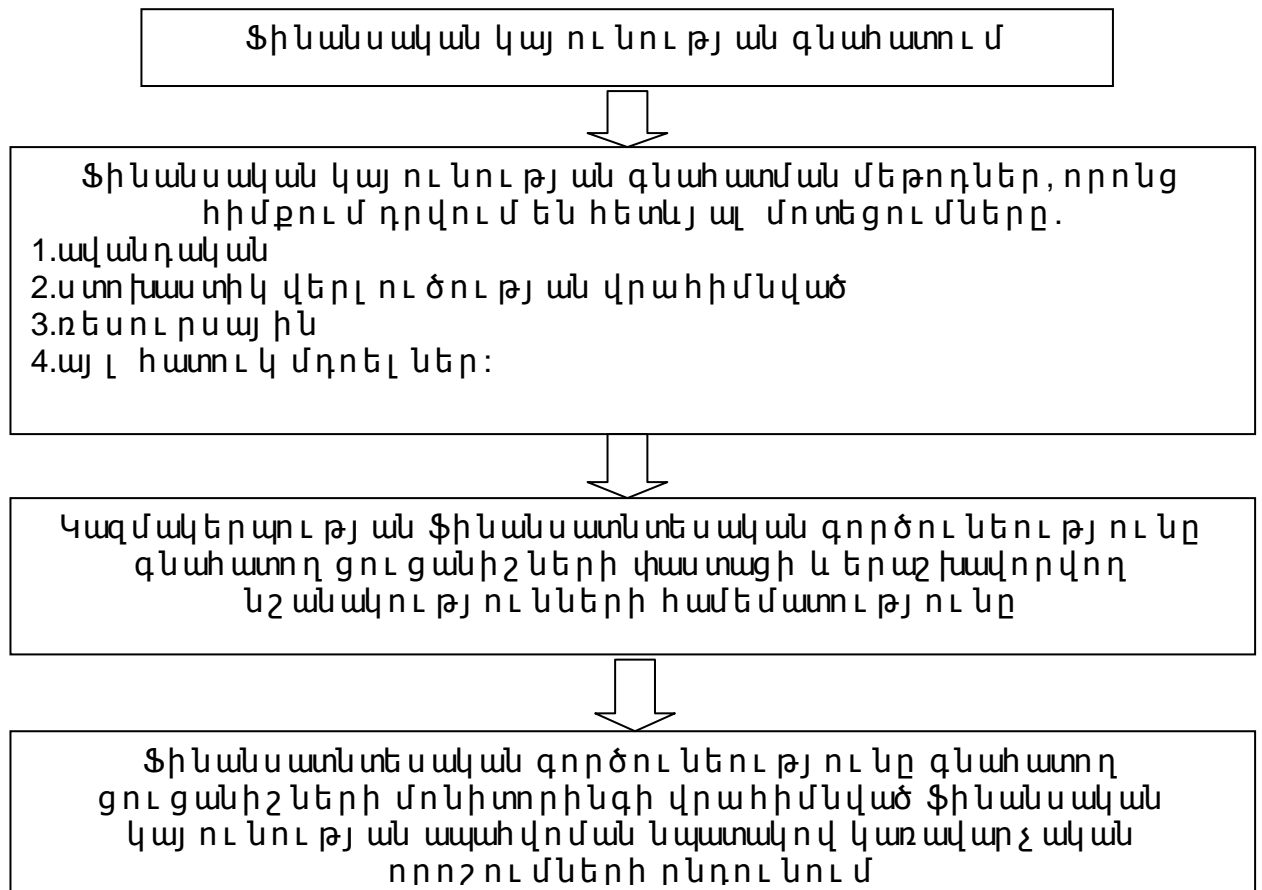 Ֆինանսական կայունության գնահատում
Ֆինանսական կայունության գնահատման մեթոդներ, որոնց
հիմքում դրվում են հետևյալ մոտեցումները.
1.ավանդական
2.ստոխաստիկ վերլուծության վրա հիմնված
3.ռեսուրսային
4.այլ հատուկ մդոելներ:
Կազմակերպության ֆինանսատնտեսական գործունեությունը
գնահատող ցուցանիշների փաստացի և երաշխավորվող
նշանակությունների համեմատությունը
Ֆինանսատնտեսական գործունեությունը գնահատող
ցուցանիշների մոնիտորինգի վրա հիմնված ֆինանսական
կայունության ապահվոման նպատակով կառավարչական
որոշումների ընդունում